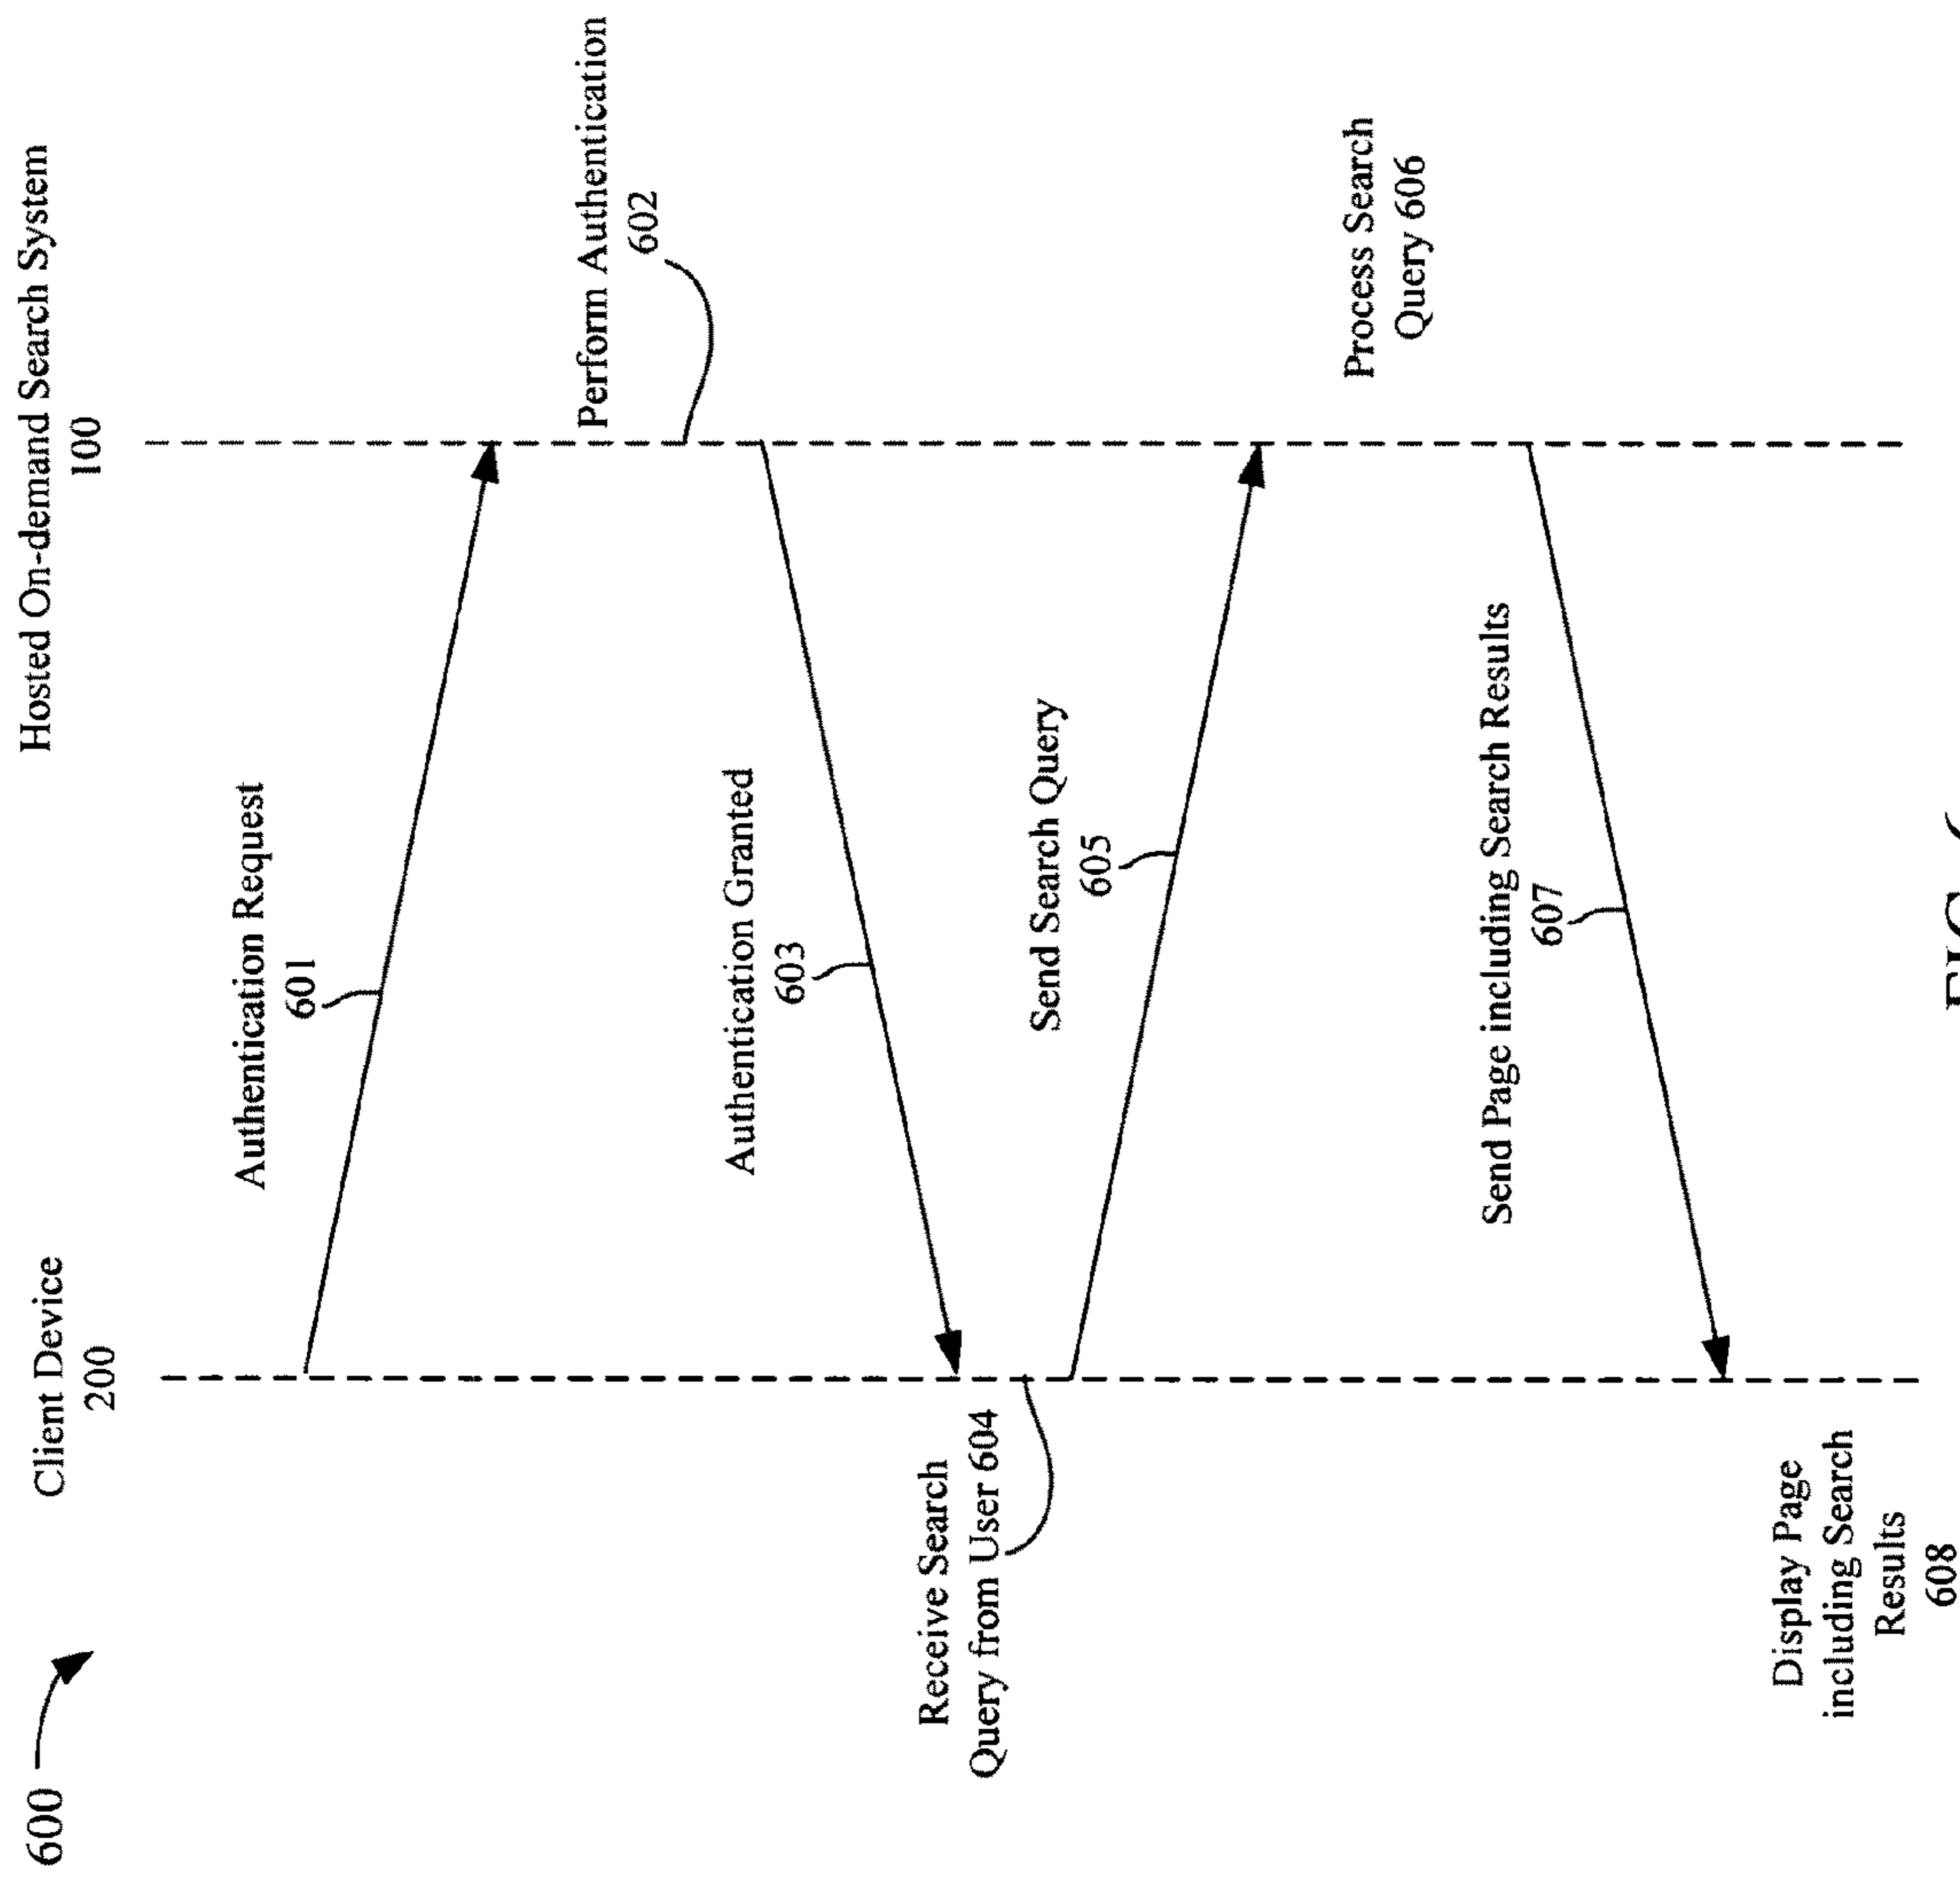 600
Client Device
200
Hosted On-demand Search System
100
Authentication Request
601
Perform Authentication
602
Authentication Granted
603
Receive Search
Query from User 604
Send Search Query
605
Process Search
Query 606
Send Page including Search Results
607
Display Page
including Search
Results
608